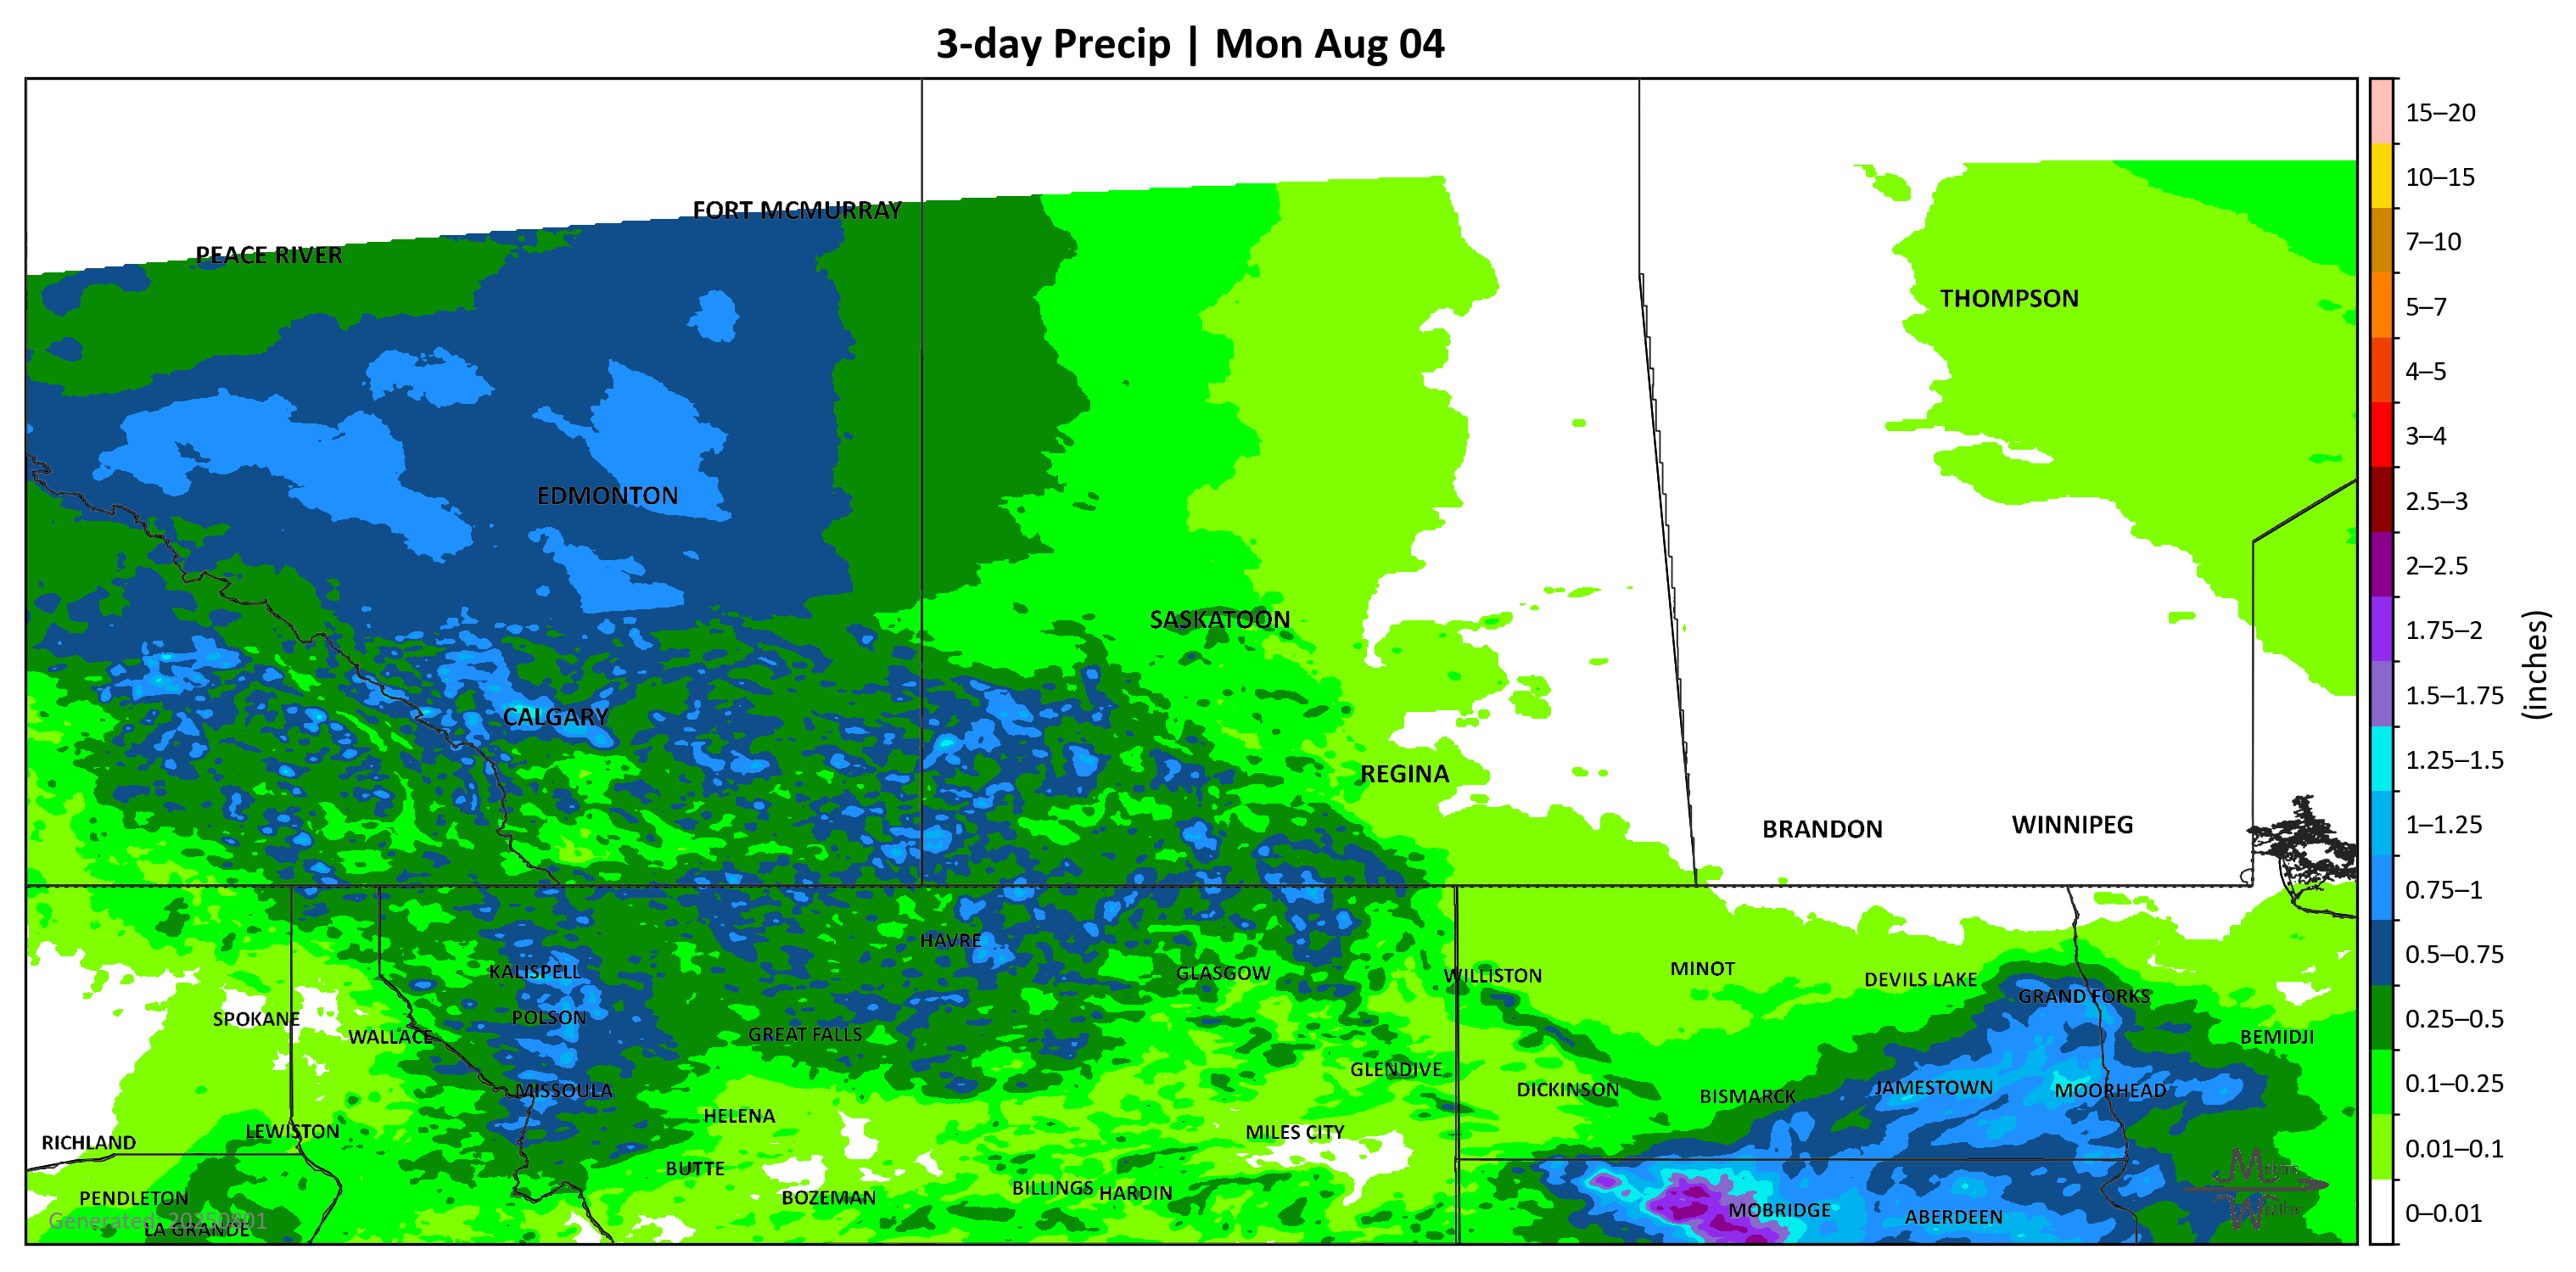 3-day Precip | Mon Aug 04
FORT MCMURRAY
PEACE RIVER
THOMPSON
EDMONTON
SASKATOON
CALGARY
REGINA
BRANDON
WINNIPEG
HAVRE
KALISPELL
GLASGOW
WILLISTON
MINOT
DEVILS LAKE
GRAND FORKS
SPOKANE
POLSON
WALLACE
GREAT FALLS
BEMIDJI
GLENDIVE
MISSOULA
DICKINSON
BISMARCK
JAMESTOWN
MOORHEAD
HELENA
LEWISTON
MILES CITY
RICHLAND
BUTTE
BILLINGS
HARDIN
PENDLETON
BOZEMAN
MOBRIDGE
ABERDEEN
Generated: 20250801
LA GRANDE
15–20
10–15
7–10
5–7
4–5
3–4
2.5–3
2–2.5
1.75–2
1.5–1.75
1.25–1.5
1–1.25
0.75–1
0.5–0.75
0.25–0.5
0.1–0.25
0.01–0.1
0–0.01
(inches)